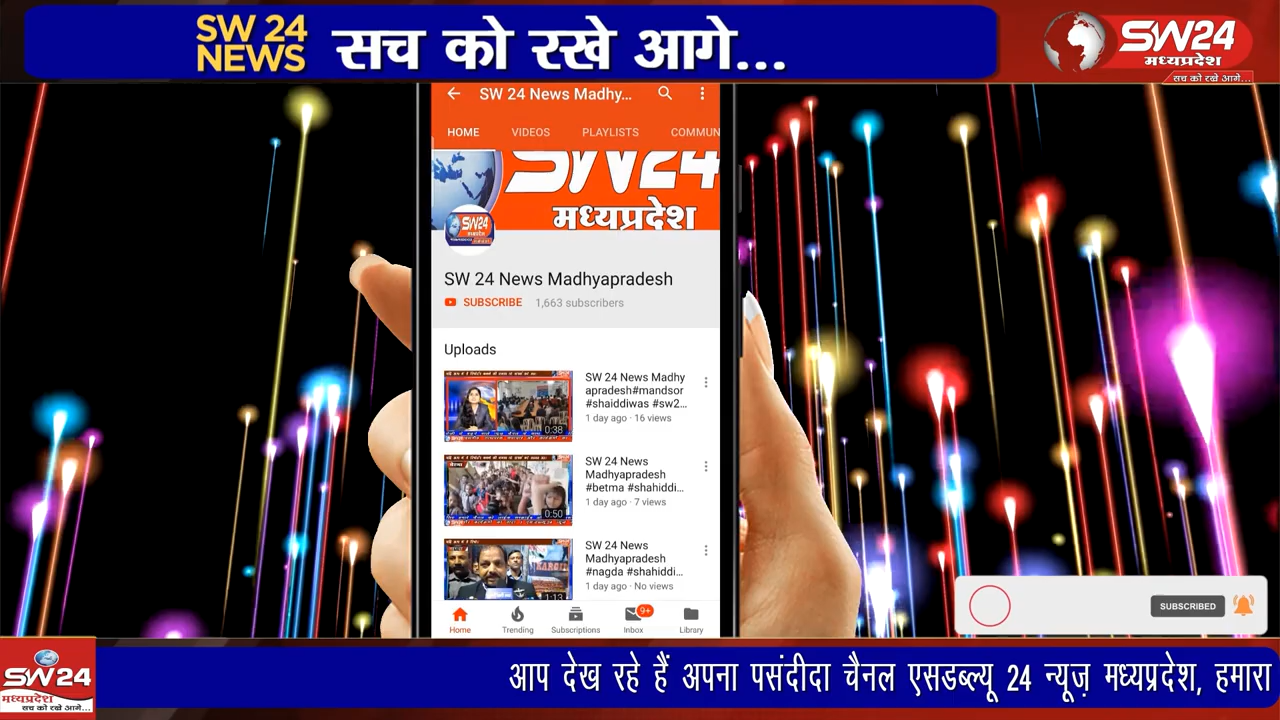 SW 24
NEWS
सच को रखे आगे...
SW24
मध्यप्रदेश
सच को रखे आगे...
SW 24 News Madhy...
HOME VIDEOS PLAYLISTS COMMUN
SW24
मध्यप्रदेश
SW24
SW 24 News Madhyapradesh
SUBSCRIBE 1,663 subscribers
Uploads
SW 24 News Madhy
apradesh#mandsor
#shaiddiwas #sw2...
1 day ago · 16 views
0:38
SW 24 News
Madhyapradesh
#betma #shahiddi...
1 day ago · 7 views
0:50
SW 24 News
Madhyapradesh
#nagda #shahiddi...
1 day ago · No views
1:13
9+
Home Trending Subscriptions Inbox Library
SUBSCRIBED
SW24
मध्यप्रदेश
सच को रखे आगे...
आप देख रहे हैं अपना पसंदीदा चैनल एसडब्ल्यू 24 न्यूज़ मध्यप्रदेश, हमारा